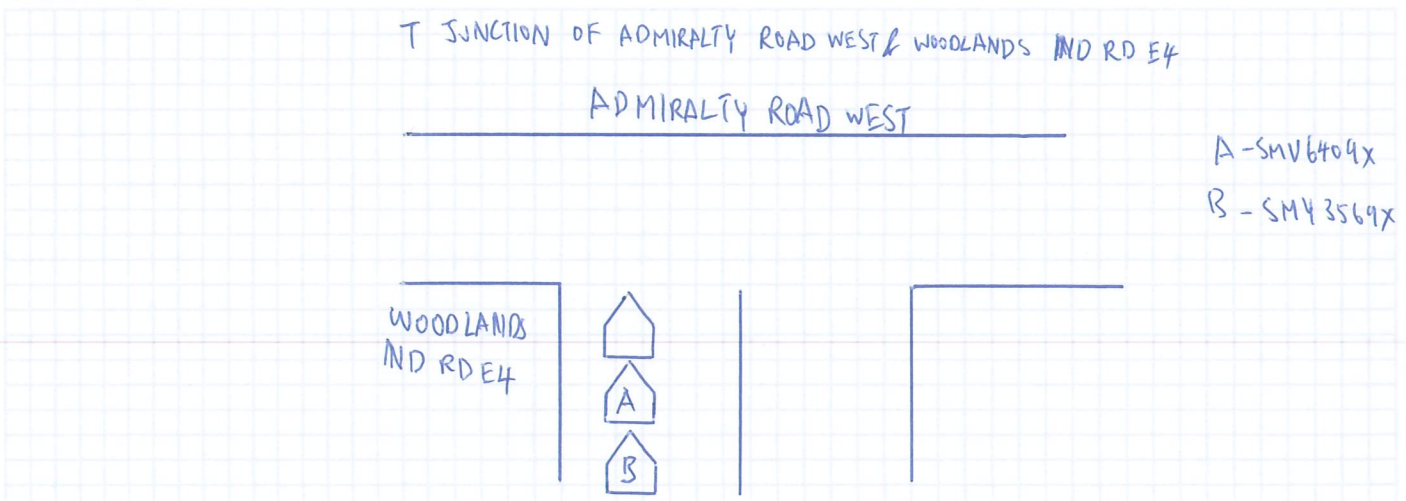 T JUNCTION OF ADMIRALTY ROAD WEST & WOODLANDS IND RD E4
ADMIRALTY ROAD WEST
A - SMV6409X
B - SMY3569X
WOODLANDS
IND RD E4
A
B